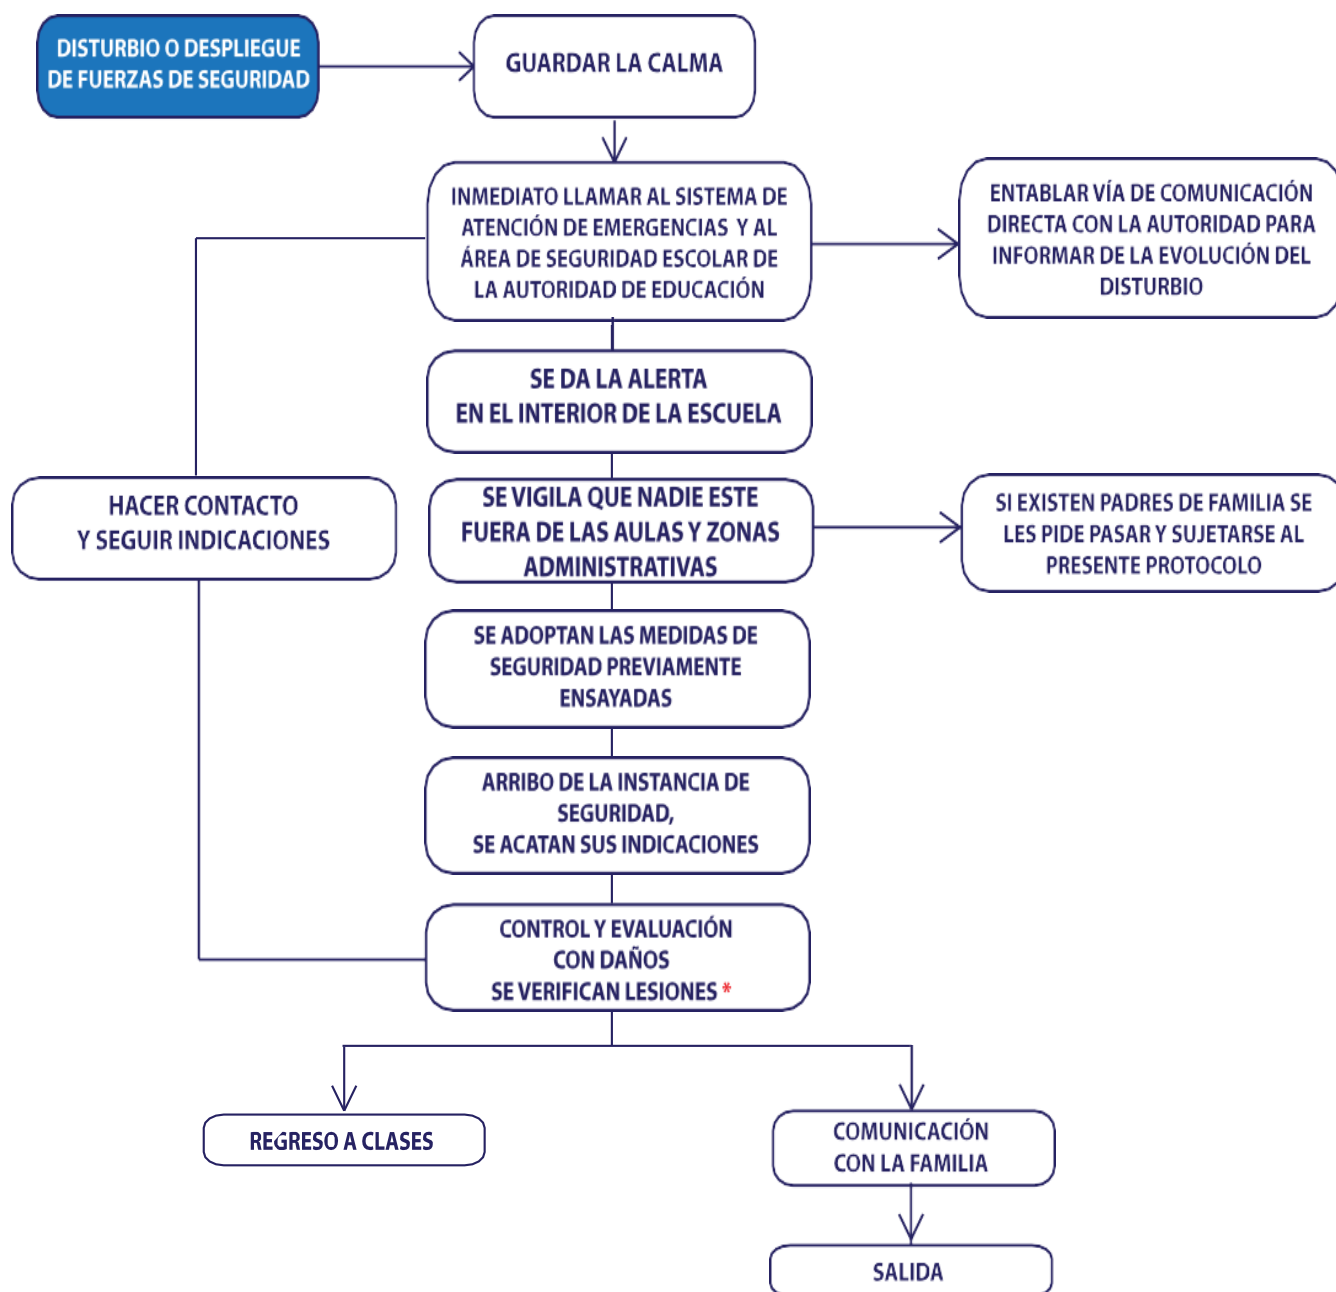 DISTURBIO O DESPLIEGUE
DE FUERZAS DE SEGURIDAD
GUARDAR LA CALMA
INMEDIATO LLAMAR AL SISTEMA DE
ATENCIÓN DE EMERGENCIAS Y AL
ÁREA DE SEGURIDAD ESCOLAR DE
LA AUTORIDAD DE EDUCACIÓN
ENTABLAR VÍA DE COMUNICACIÓN
DIRECTA CON LA AUTORIDAD PARA
INFORMAR DE LA EVOLUCIÓN DEL
DISTURBIO
SE DA LA ALERTA
EN EL INTERIOR DE LA ESCUELA
HACER CONTACTO
Y SEGUIR INDICACIONES
SE VIGILA QUE NADIE ESTE
FUERA DE LAS AULAS Y ZONAS
ADMINISTRATIVAS
SI EXISTEN PADRES DE FAMILIA SE
LES PIDE PASAR Y SUJETARSE AL
PRESENTE PROTOCOLO
SE ADOPTAN LAS MEDIDAS DE
SEGURIDAD PREVIAMENTE
ENSAYADAS
ARRIBO DE LA INSTANCIA DE
SEGURIDAD,
SE ACATAN SUS INDICACIONES
CONTROL Y EVALUACIÓN
CON DAÑOS
SE VERIFICAN LESIONES *
REGRESO A CLASES
COMUNICACIÓN
CON LA FAMILIA
SALIDA